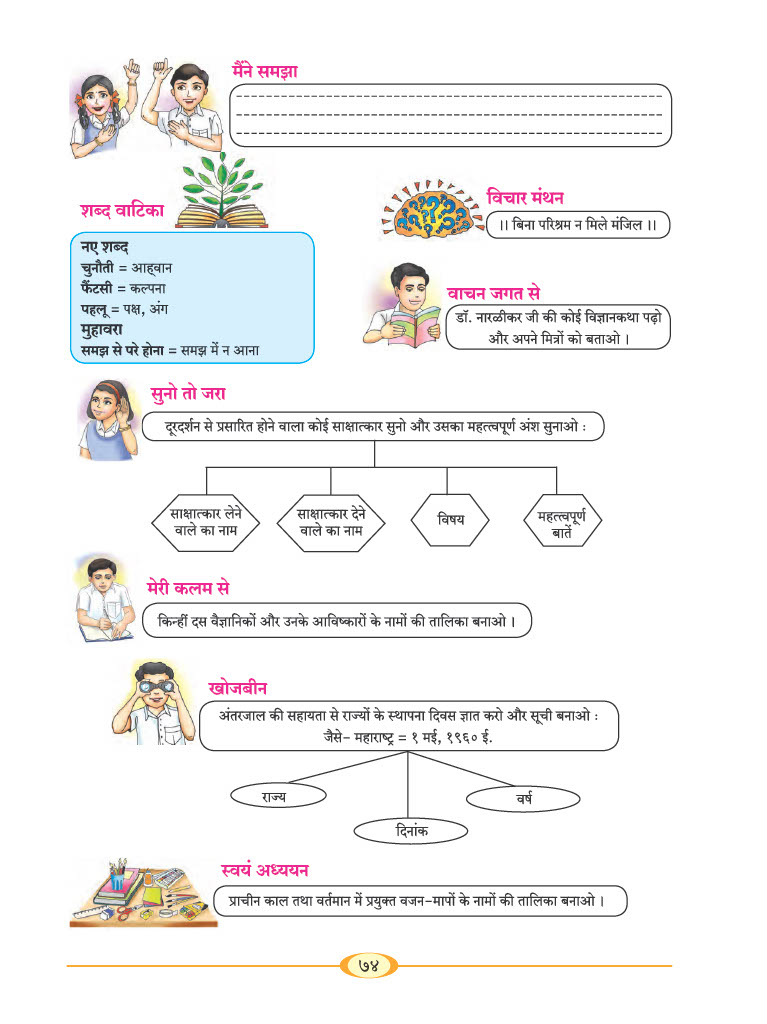 मैंने समझा
शब्द वाटिका
नए शब्द
चुनौती = आह्वान
फैंटसी = कल्पना
पहलू = पक्ष, अंग
मुहावरा
समझ से परे होना = समझ में न आना
विचार मंथन
।। बिना परिश्रम न मिले मंजिल ।।
वाचन जगत से
डॉ. नारळीकर जी की कोई विज्ञानकथा पढ़ो
और अपने मित्रों को बताओ ।
सुनो तो जरा
दूरदर्शन से प्रसारित होने वाला कोई साक्षात्कार सुनो और उसका महत्त्वपूर्ण अंश सुनाओ :
साक्षात्कार लेने
वाले का नाम
साक्षात्कार देने
वाले का नाम
विषय
महत्त्वपूर्ण
बातें
मेरी कलम से
किन्हीं दस वैज्ञानिकों और उनके आविष्कारों के नामों की तालिका बनाओ ।
खोजबीन
अंतरजाल की सहायता से राज्यों के स्थापना दिवस ज्ञात करो और सूची बनाओ :
जैसे- महाराष्ट्र = १ मई, १९६० ई.
राज्य
दिनांक
वर्ष
स्वयं अध्ययन
प्राचीन काल तथा वर्तमान में प्रयुक्त वजन-मापों के नामों की तालिका बनाओ ।
७४